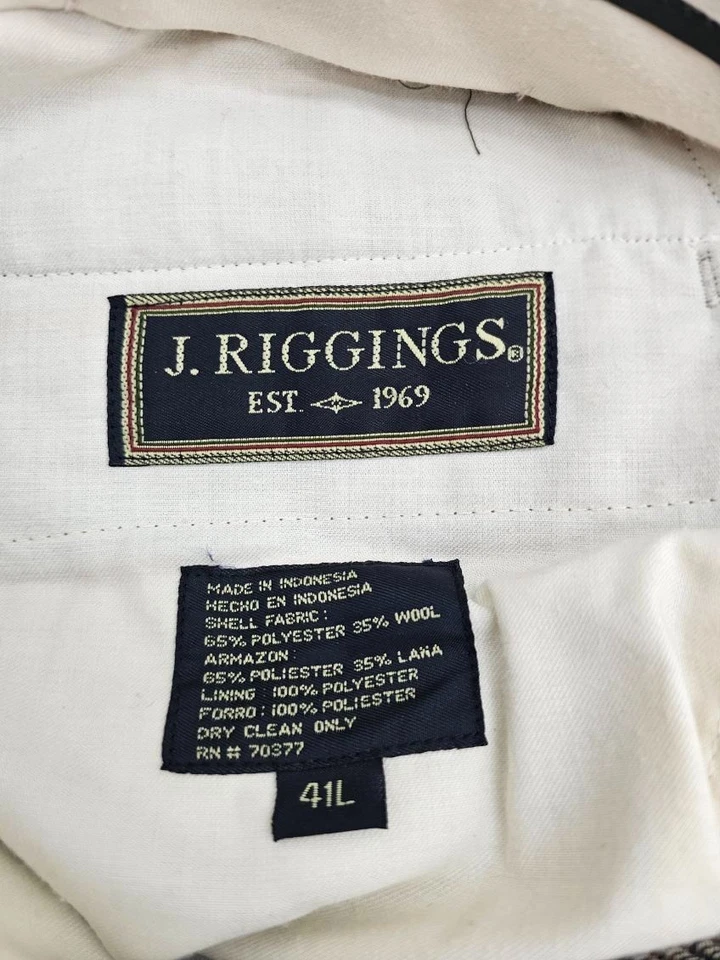 J. RIGGINGS®
EST. 1969
MADE IN INDONESIA
HECHO EN INDONESIA
SHELL FABRIC:
65% POLYESTER 35% WOOL
ARMAZON:
65% POLIESTER 35% LANA
LINING: 100% POLYESTER
FORRO: 100% POLIESTER
DRY CLEAN ONLY
RN # 70377
41L